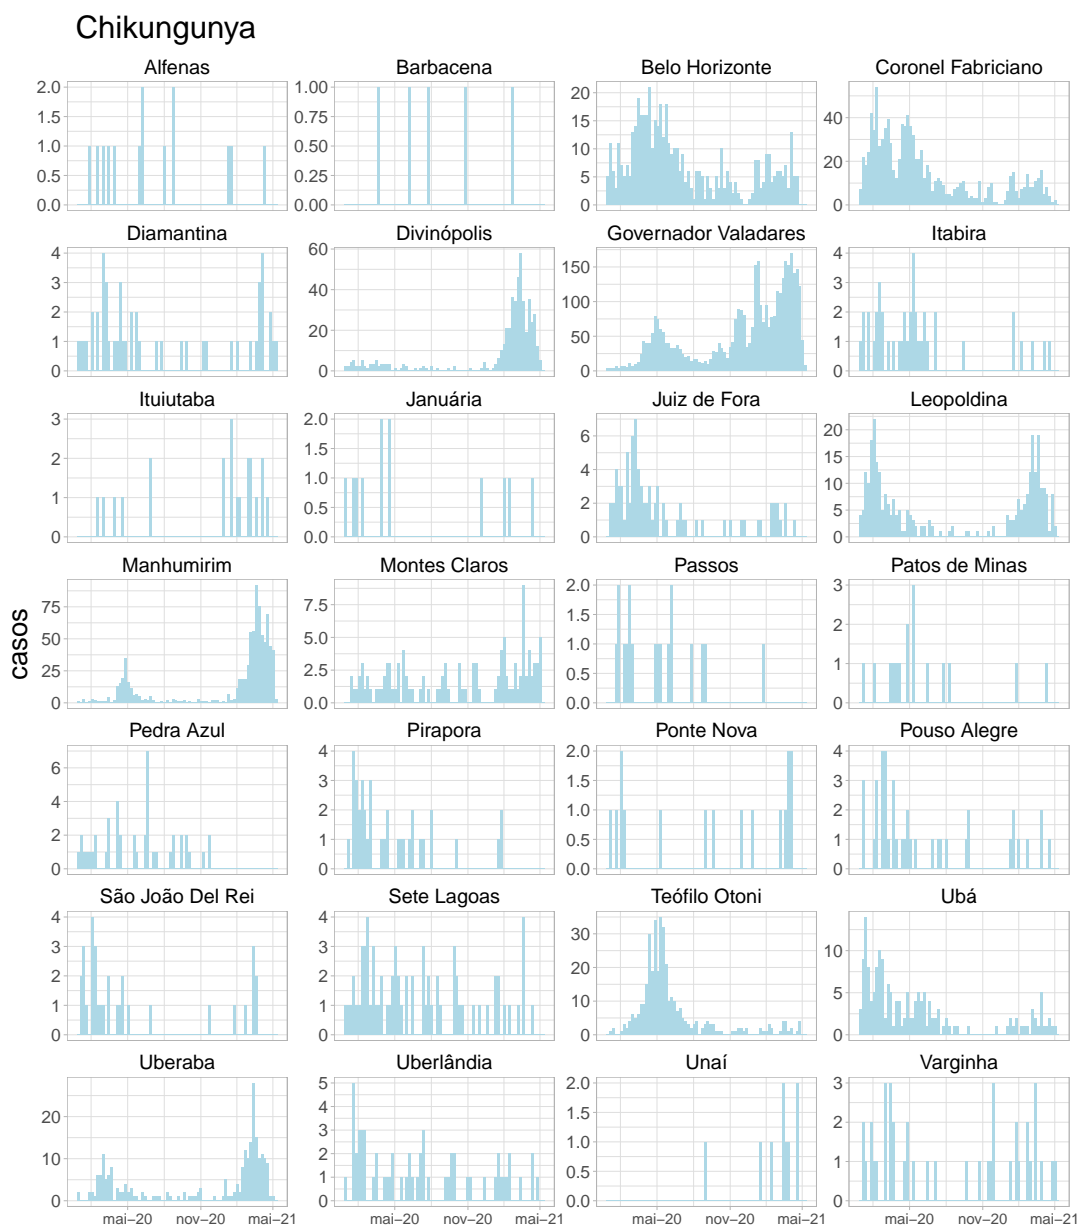 Chikungunya
Alfenas Barbacena Belo Horizonte Coronel Fabriciano
2.0 1.5 1.0 0.5 0.0 1.00 0.75 0.50 0.25 0.00 20 15 10 5 0 40 20 0
Diamantina Divinópolis Governador Valadares Itabira
4 3 2 1 0 60 40 20 0 150 100 50 0 4 3 2 1 0
Ituiutaba Januária Juiz de Fora Leopoldina
3 2 1 0 2.0 1.5 1.0 0.5 0.0 6 4 2 0 20 15 10 5 0
Manhumirim Montes Claros Passos Patos de Minas
75 50 25 0 7.5 5.0 2.5 0.0 2.0 1.5 1.0 0.5 0.0 3 2 1 0
casos
Pedra Azul Pirapora Ponte Nova Pouso Alegre
6 4 2 0 4 3 2 1 0 2.0 1.5 1.0 0.5 0.0 4 3 2 1 0
São João Del Rei Sete Lagoas Teófilo Otoni Ubá
4 3 2 1 0 4 3 2 1 0 30 20 10 0 10 5 0
Uberaba Uberlândia Unaí Varginha
20 10 0 5 4 3 2 1 0 2.0 1.5 1.0 0.5 0.0 3 2 1 0
mai–20 nov–20 mai–21 mai–20 nov–20 mai–21 mai–20 nov–20 mai–21 mai–20 nov–20 mai–21